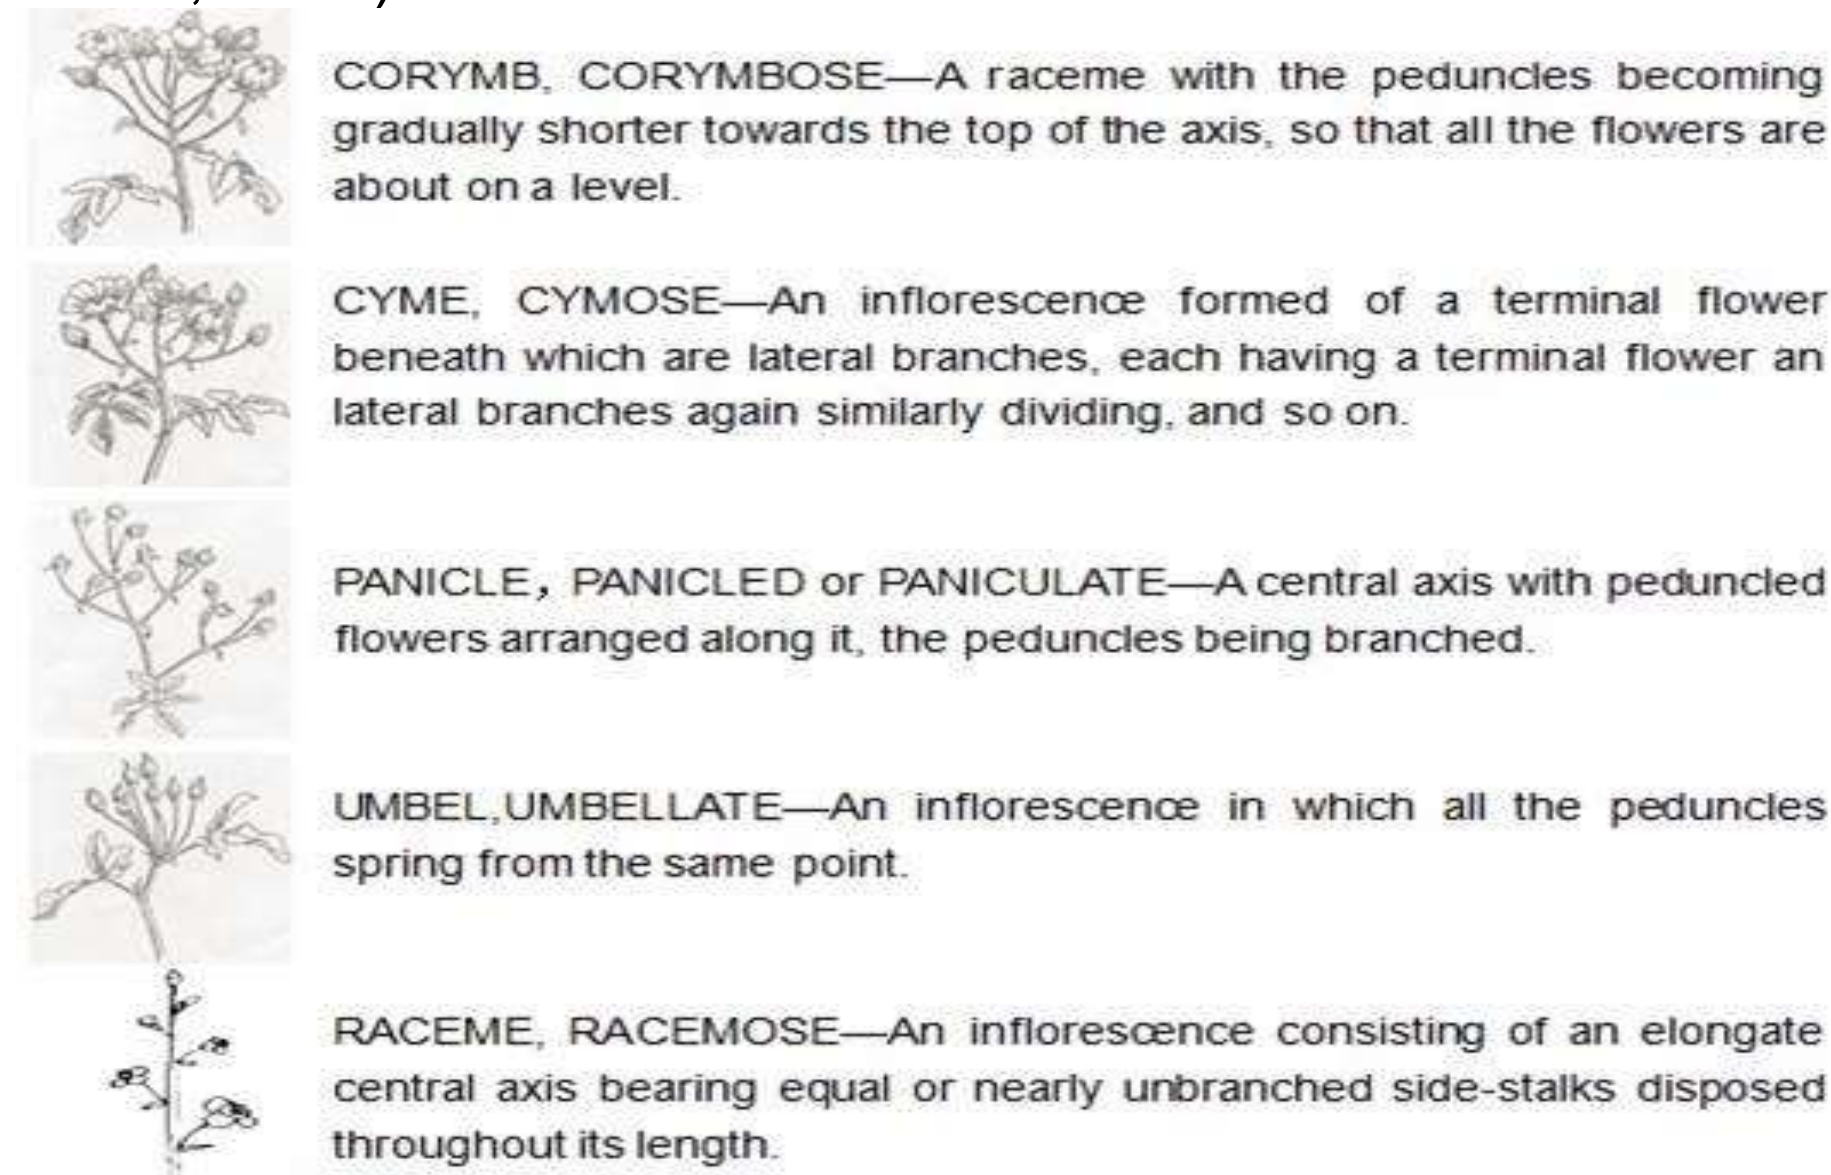 CORYMB, CORYMBOSE—A raceme with the peduncles becoming
gradually shorter towards the top of the axis, so that all the flowers are
about on a level.
CYME, CYMOSE—An inflorescence formed of a terminal flower
beneath which are lateral branches, each having a terminal flower an
lateral branches again similarly dividing, and so on.
PANICLE, PANICLED or PANICULATE—A central axis with peduncled
flowers arranged along it, the peduncles being branched.
UMBEL,UMBELLATE—An inflorescence in which all the peduncles
spring from the same point.
RACEME, RACEMOSE—An inflorescence consisting of an elongate
central axis bearing equal or nearly unbranched side-stalks disposed
throughout its length.